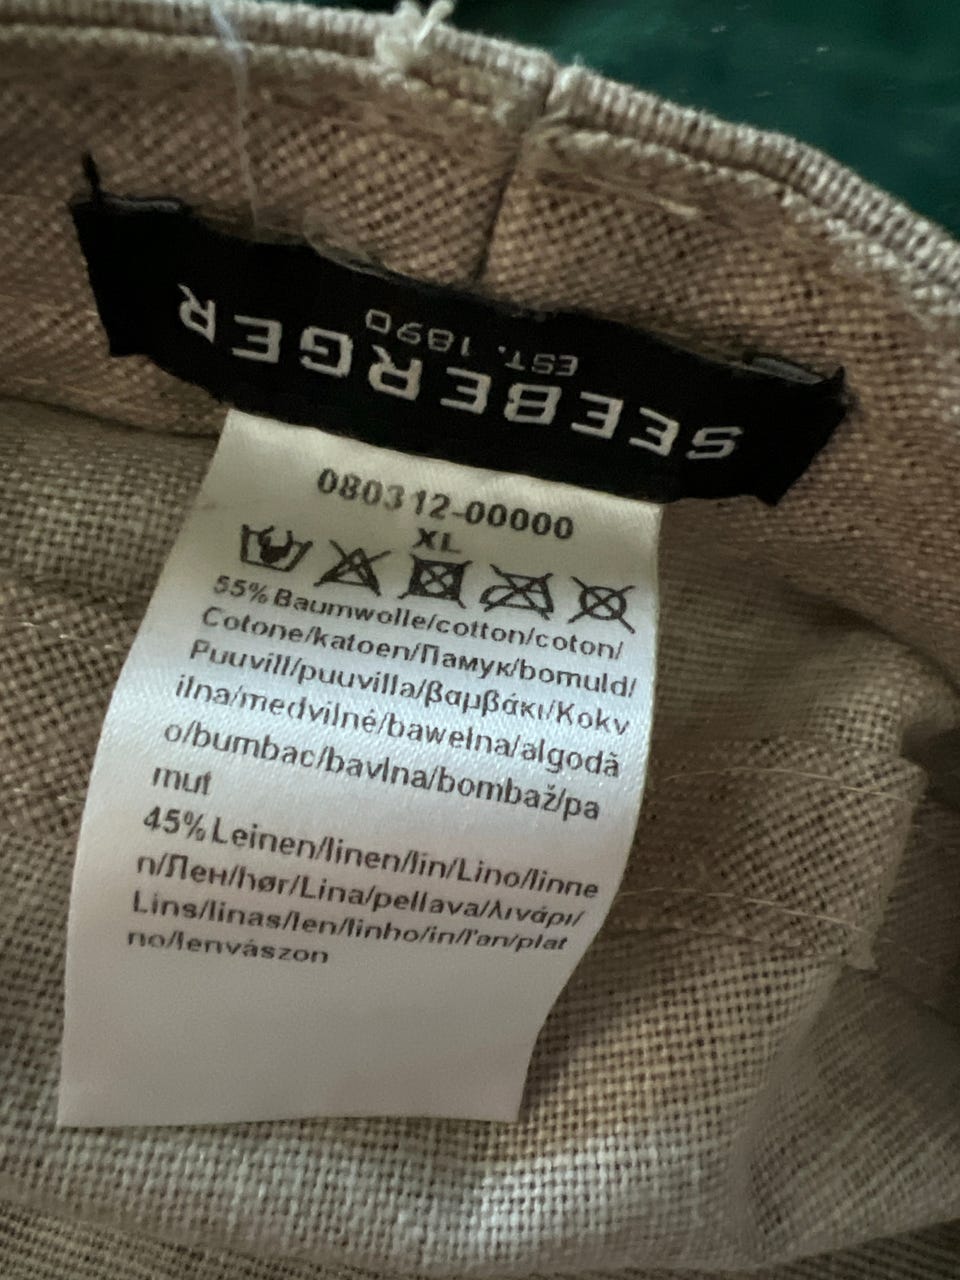 SEEBERGER
EST. 1890
080312-00000
XL
55% Baumwolle/cotton/coton/
Cotone/katoen/Памук/bomuld/
Puuvill/puuvilla/βαμβάκι/Kokv
ilna/medvilnė/bawełna/algodã
o/bumbac/bavlna/bombaž/pa
mut
45% Leinen/linen/lin/Lino/linne
n/Лен/hør/Lina/pellava/λινάρι/
Lins/linas/len/linho/in/ľan/plat
no/lenvászon